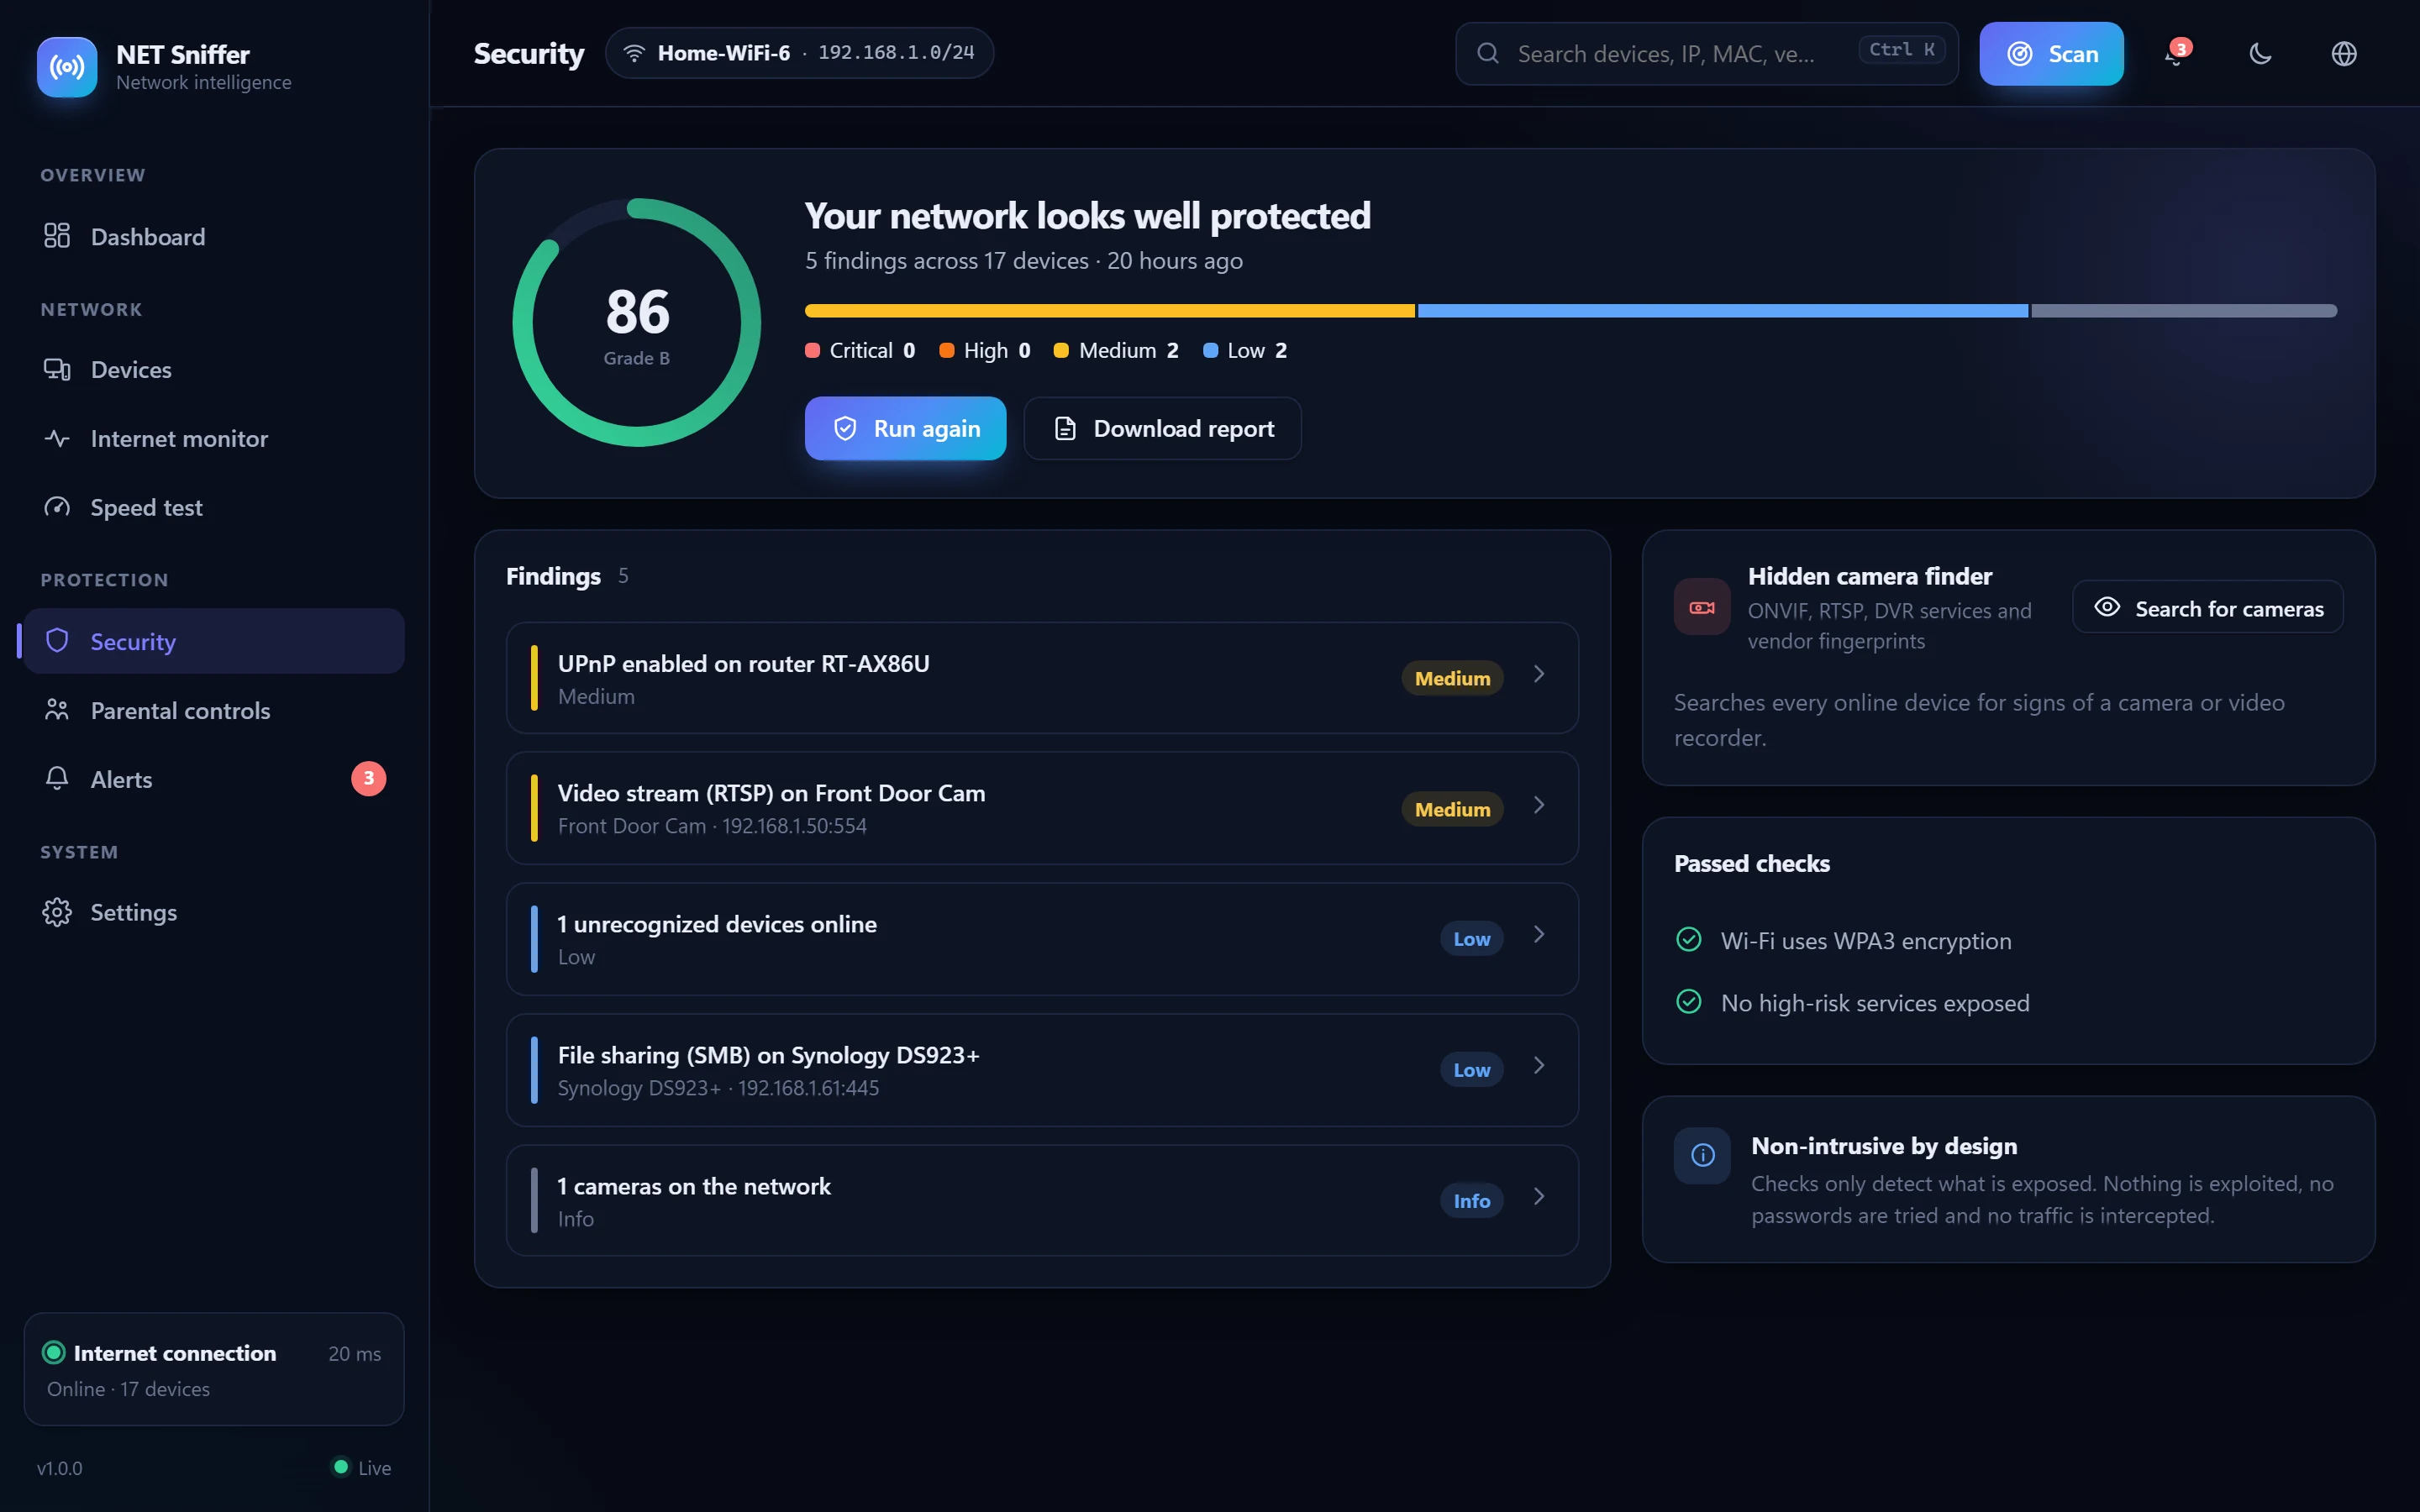 NET Sniffer
Network intelligence
OVERVIEW
Dashboard
NETWORK
Devices
Internet monitor
Speed test
PROTECTION
Security
Parental controls
Alerts 3
SYSTEM
Settings
Internet connection 20 ms
Online · 17 devices
v1.0.0 Live
Security Home-WiFi-6 · 192.168.1.0/24 Search devices, IP, MAC, ve... Ctrl K Scan 3
86
Grade B
Your network looks well protected
5 findings across 17 devices · 20 hours ago
Critical 0 High 0 Medium 2 Low 2
Run again Download report
Findings 5
UPnP enabled on router RT-AX86U
Medium
Medium
Video stream (RTSP) on Front Door Cam
Front Door Cam · 192.168.1.50:554
Medium
1 unrecognized devices online
Low
Low
File sharing (SMB) on Synology DS923+
Synology DS923+ · 192.168.1.61:445
Low
1 cameras on the network
Info
Info
Hidden camera finder
ONVIF, RTSP, DVR services and
vendor fingerprints
Search for cameras
Searches every online device for signs of a camera or video
recorder.
Passed checks
Wi-Fi uses WPA3 encryption
No high-risk services exposed
Non-intrusive by design
Checks only detect what is exposed. Nothing is exploited, no
passwords are tried and no traffic is intercepted.